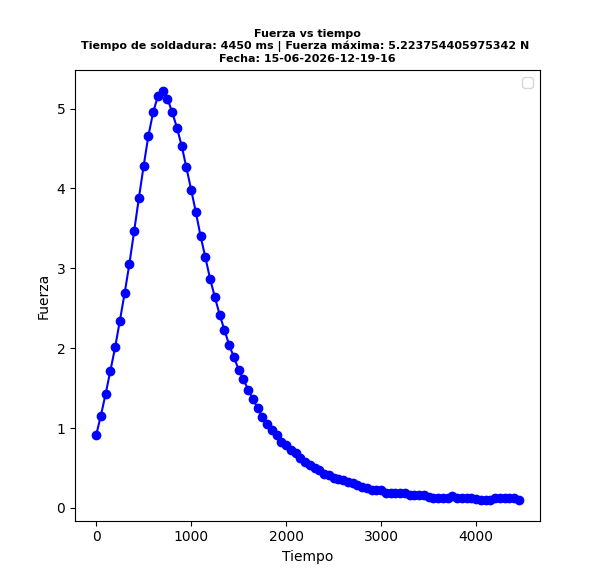 Fuerza vs tiempo
Tiempo de soldadura: 4450 ms | Fuerza máxima: 5.223754405975342 N
Fecha: 15-06-2026-12-19-16
5
4
3
2
1
0
Fuerza
0 1000 2000 3000 4000
Tiempo